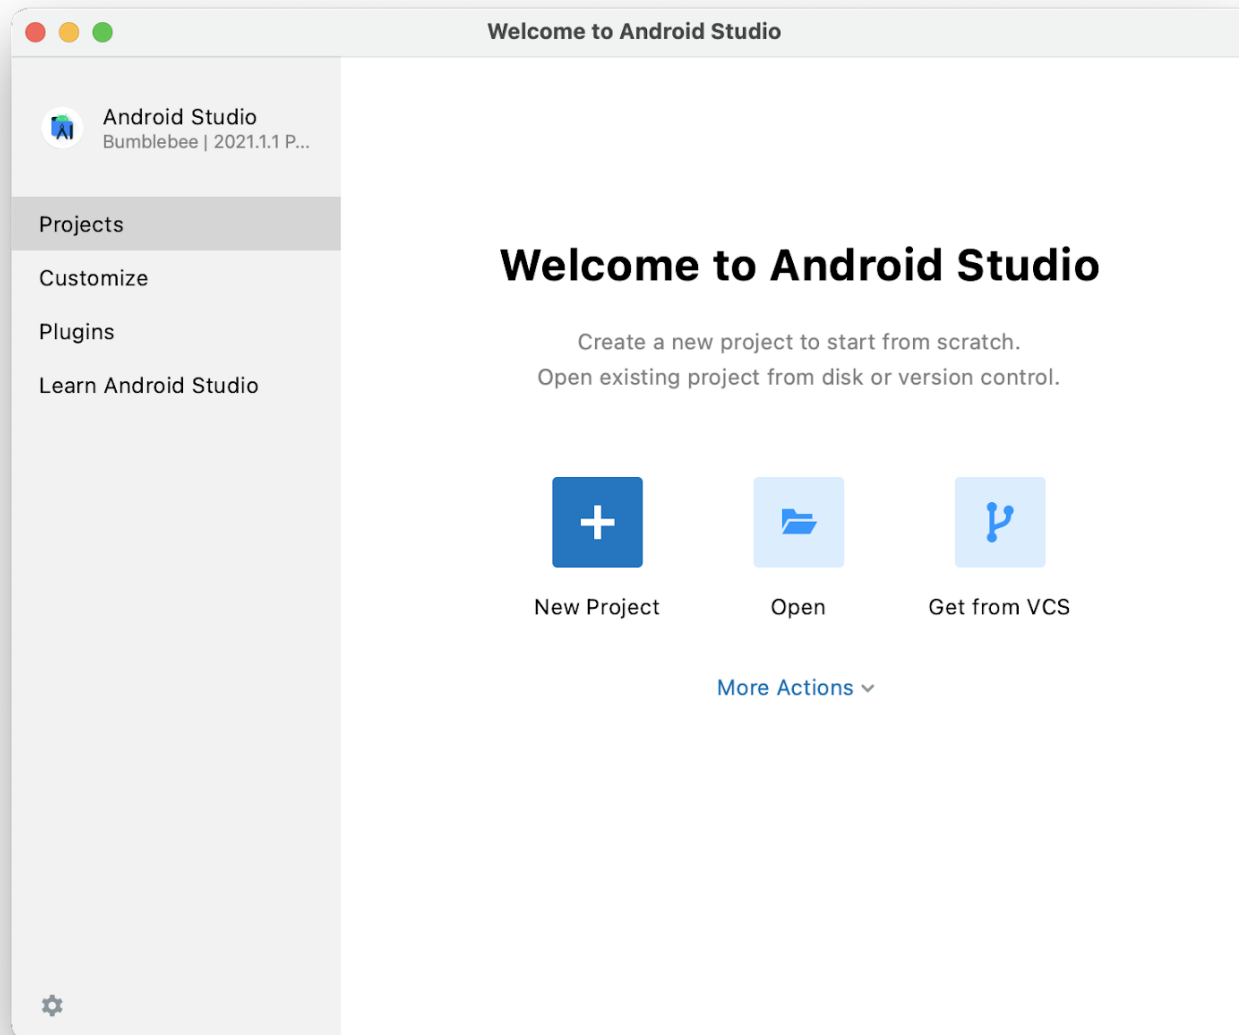 Welcome to Android Studio
Android Studio
Bumblebee | 2021.1.1 P...
Projects
Customize
Plugins
Learn Android Studio
Welcome to Android Studio
Create a new project to start from scratch.
Open existing project from disk or version control.
New Project
Open
Get from VCS
More Actions